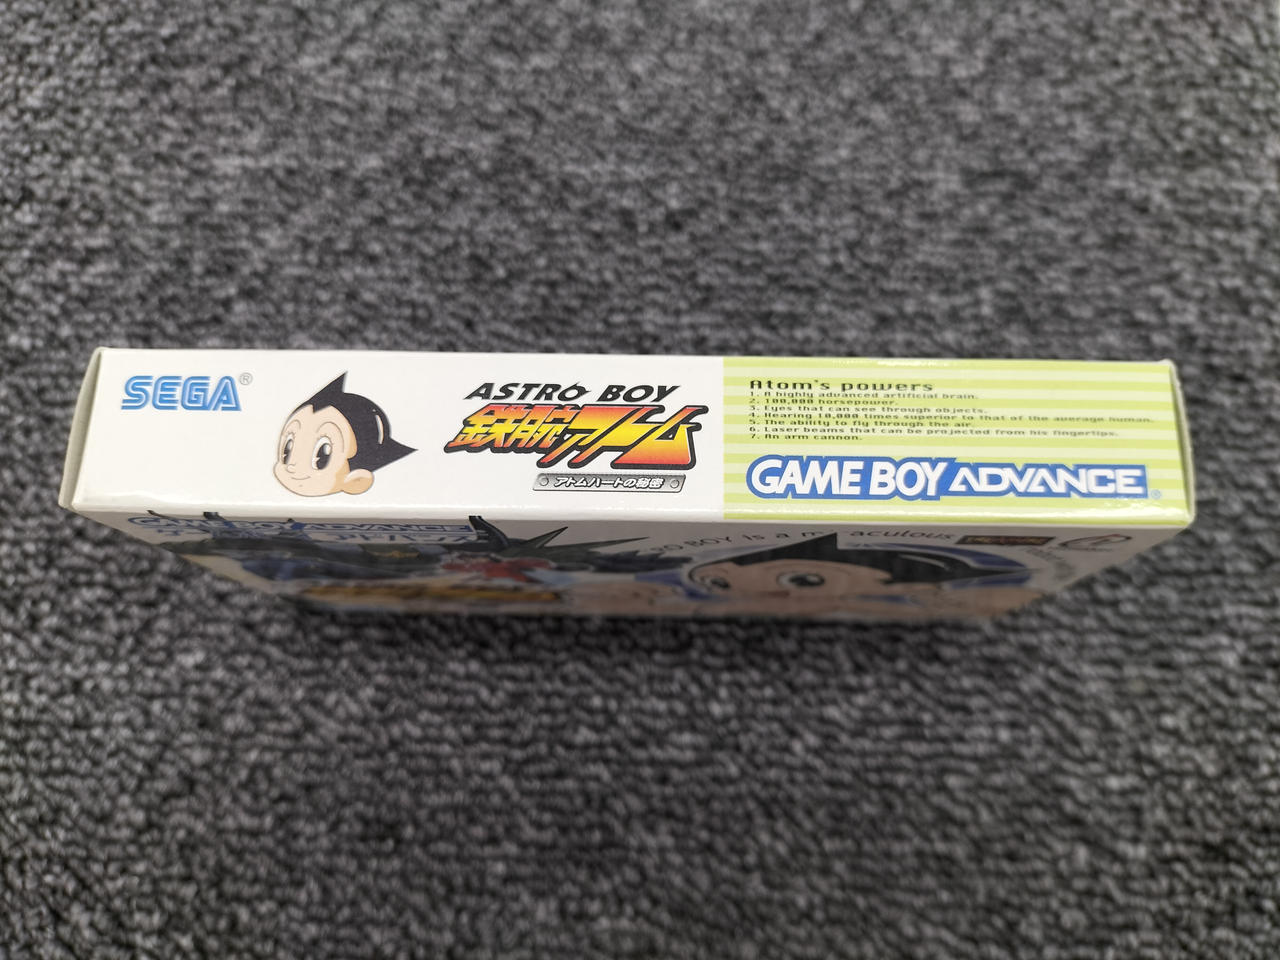 SEGA®
ASTRO BOY
鉄腕アトム
アトムハートの秘密
Atom's powers
1. A highly advanced artificial brain.
2. 100,000 horsepower.
3. Eyes that can see through objects.
4. Hearing 10,000 times superior to that of the average human.
5. The ability to fly through the air.
6. Laser beams that can be projected from his fingertips.
7. An arm cannon.
GAME BOY ADVANCE®
GAME BOY ADVANCE
BOY is a